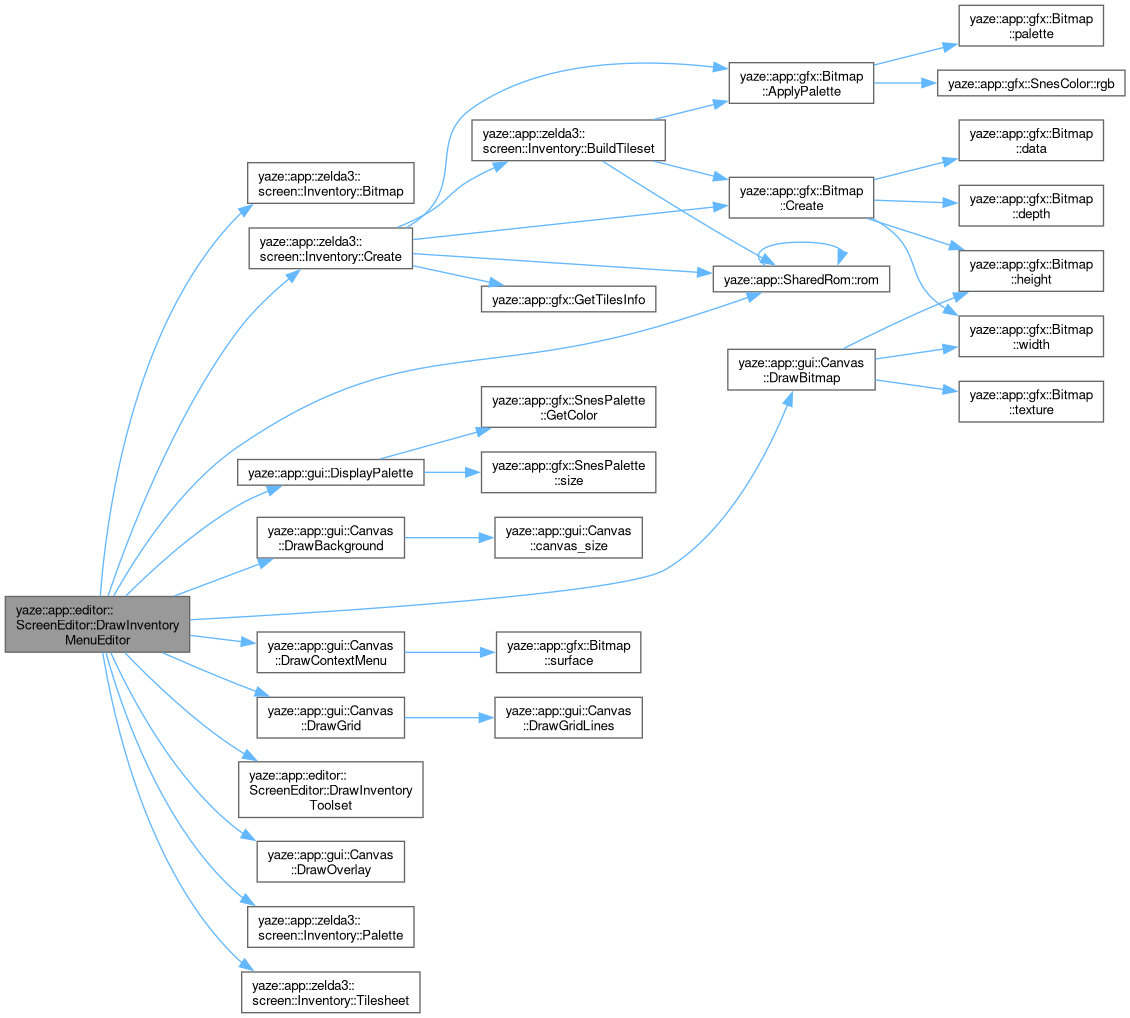 yaze::app::editor::
ScreenEditor::DrawInventory
MenuEditor
yaze::app::zelda3::
screen::Inventory::Bitmap
yaze::app::zelda3::
screen::Inventory::Create
yaze::app::zelda3::
screen::Inventory::BuildTileset
yaze::app::gfx::Bitmap
::ApplyPalette
yaze::app::gfx::Bitmap
::palette
yaze::app::gfx::SnesColor::rgb
yaze::app::gfx::Bitmap
::Create
yaze::app::gfx::Bitmap
::data
yaze::app::gfx::Bitmap
::depth
yaze::app::gfx::Bitmap
::height
yaze::app::gfx::Bitmap
::width
yaze::app::SharedRom::rom
yaze::app::gfx::GetTilesInfo
yaze::app::gui::Canvas
::DrawBitmap
yaze::app::gfx::Bitmap
::texture
yaze::app::gui::DisplayPalette
yaze::app::gfx::SnesPalette
::GetColor
yaze::app::gfx::SnesPalette
::size
yaze::app::gui::Canvas
::DrawBackground
yaze::app::gui::Canvas
::canvas_size
yaze::app::gui::Canvas
::DrawContextMenu
yaze::app::gfx::Bitmap
::surface
yaze::app::gui::Canvas
::DrawGrid
yaze::app::gui::Canvas
::DrawGridLines
yaze::app::editor::
ScreenEditor::DrawInventory
Toolset
yaze::app::gui::Canvas
::DrawOverlay
yaze::app::zelda3::
screen::Inventory::Palette
yaze::app::zelda3::
screen::Inventory::Tilesheet